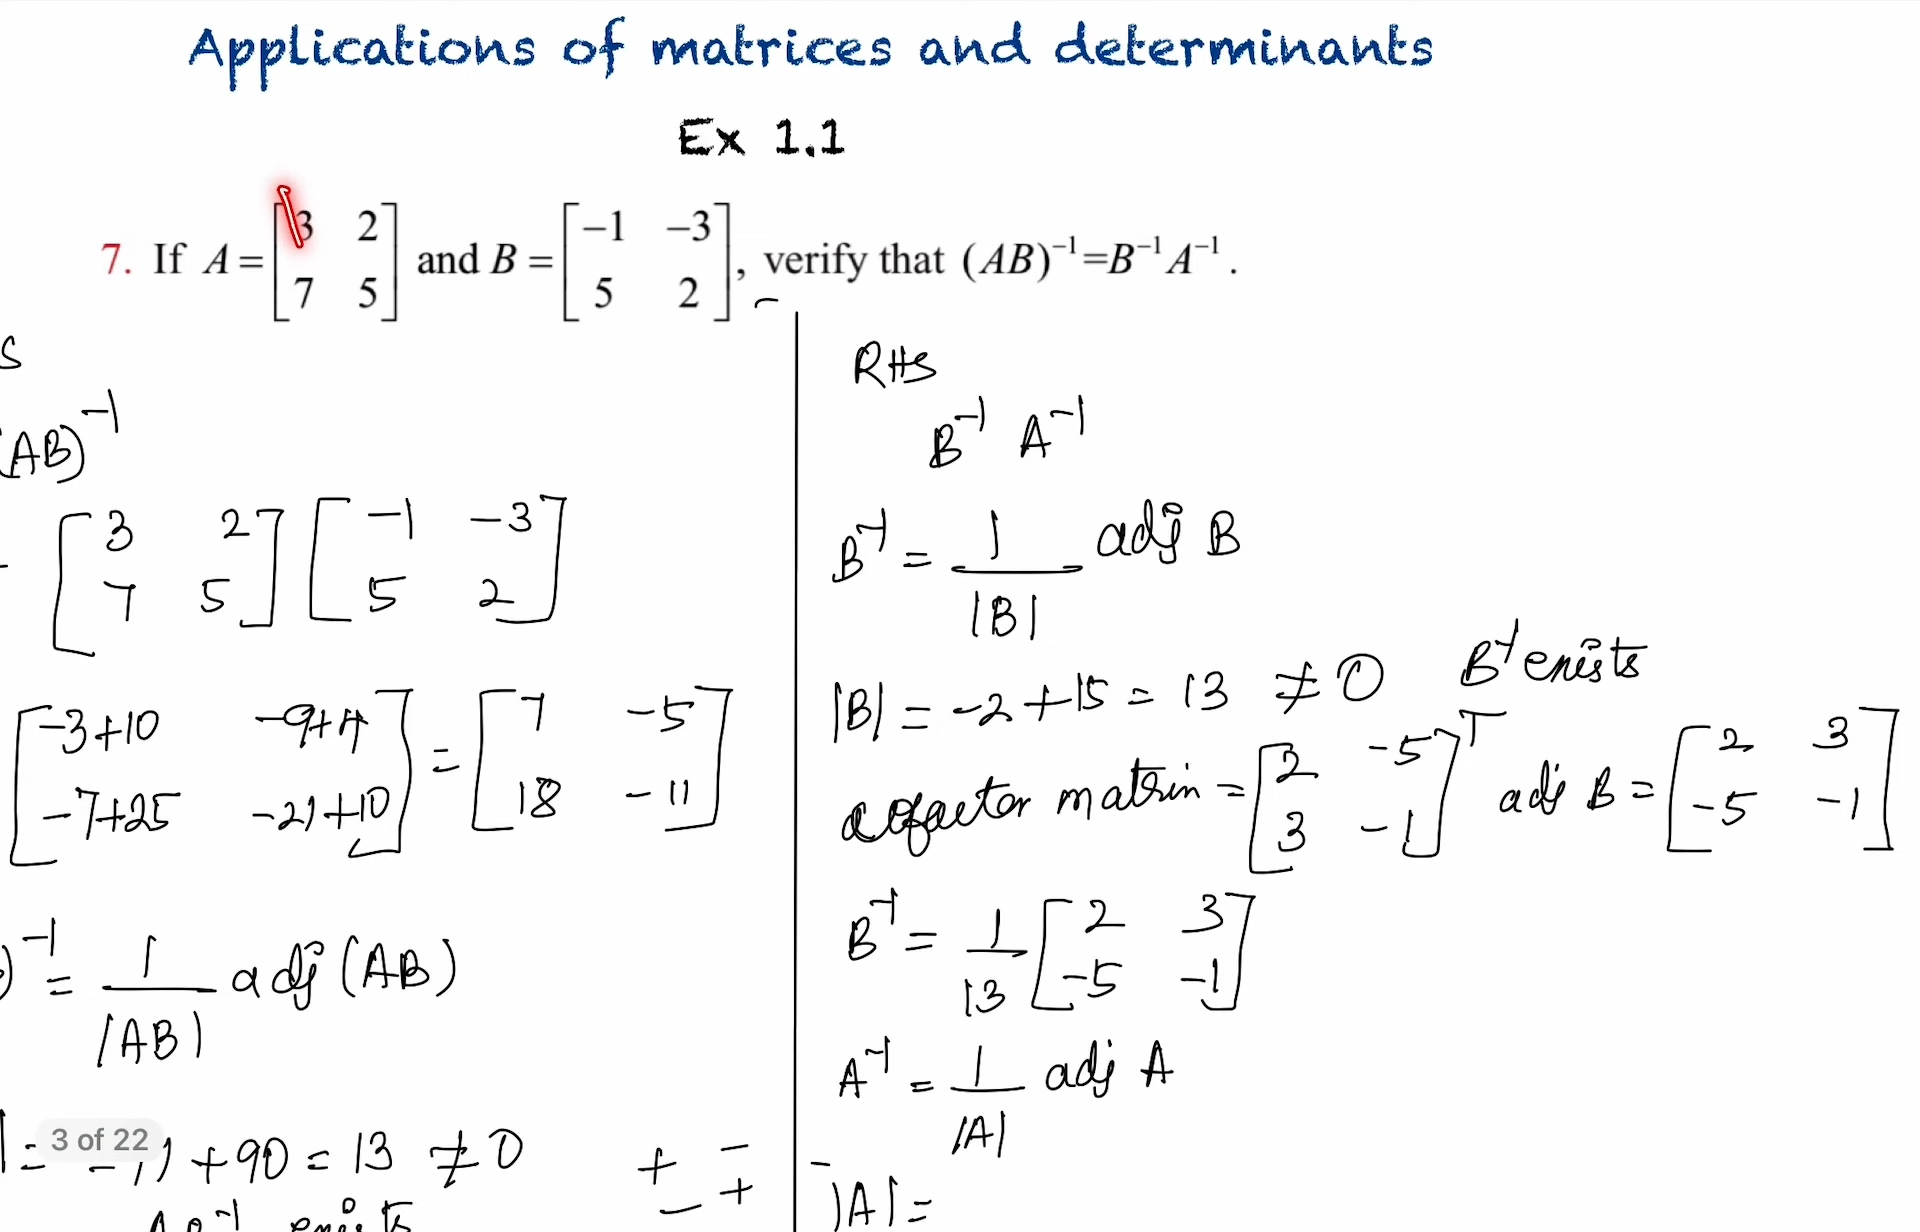 Applications of matrices and determinants
Ex 1.1
7. If A = [3 2; 7 5] and B = [-1 -3; 5 2], verify that (AB)⁻¹=B⁻¹A⁻¹.
S
(AB)⁻¹
[3 2; 7 5] [-1 -3; 5 2]
[-3+10 -9+4; -7+25 -21+10] = [7 -5; 18 -11]
)⁻¹ = 1/|AB| adj (AB)
| = -77 +90 = 13 ≠ 0
+ -
- +
AB⁻¹ exists
3 of 22
RHS
B⁻¹ A⁻¹
B⁻¹ = 1/|B| adj B
|B| = -2+15 = 13 ≠ 0 B⁻¹ exists
cofactor matrix = [2 -5; 3 -1]ᵀ adj B = [2 3; -5 -1]
B⁻¹ = 1/13 [2 3; -5 -1]
A⁻¹ = 1/|A| adj A
|A| =